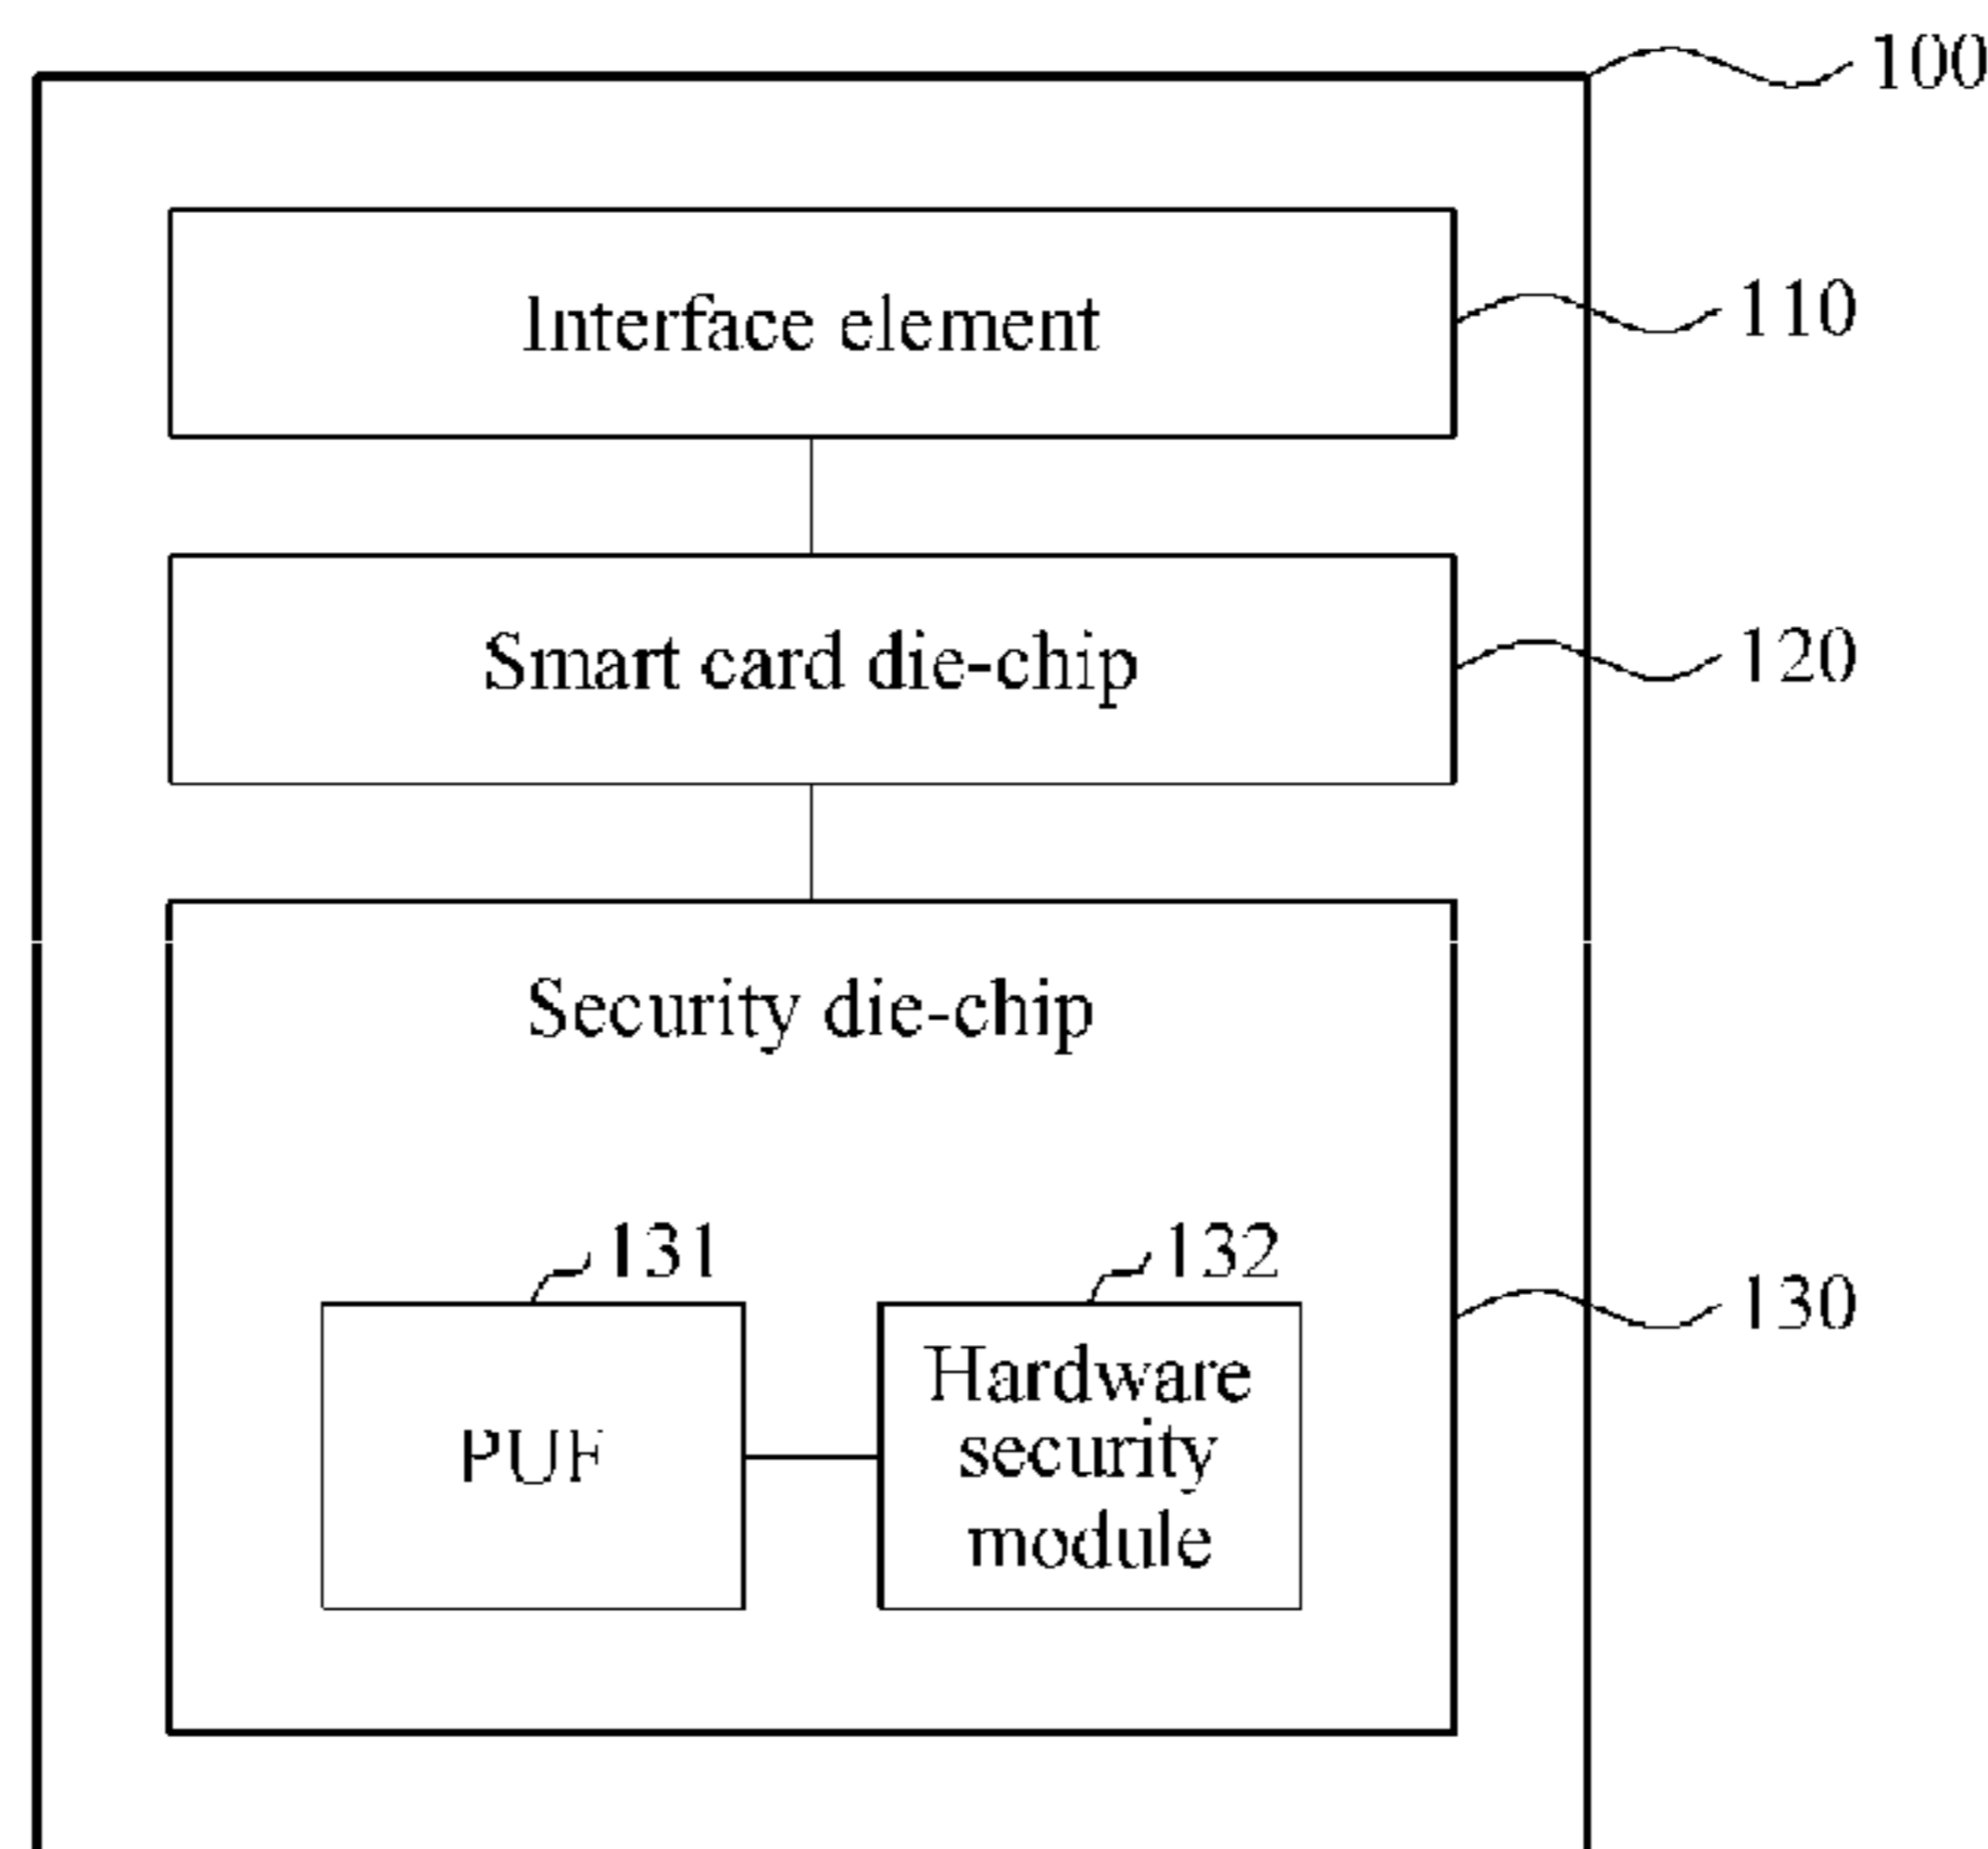 100
Interface element
110
Smart card die-chip
120
Security die-chip
131
132
130
PUF
Hardware
security
module